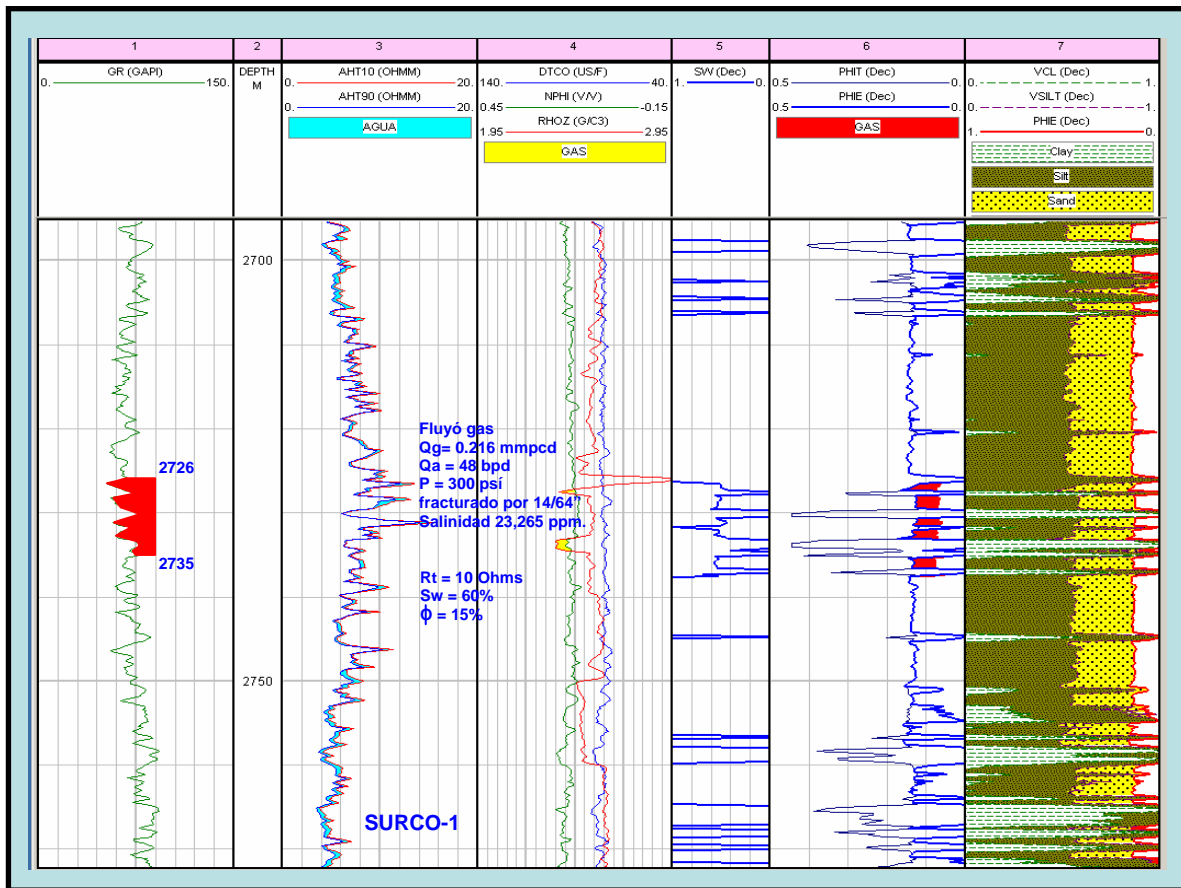 1 2 3 4 5 6 7
GR (GAPI)
0. 150.
DEPTH
M
AHT10 (OHMM)
0. 20.
AHT90 (OHMM)
0. 20.
AGUA
DTCO (US/F)
140. 40.
NPHI (V/V)
0.45 -0.15
RHOZ (G/C3)
1.95 2.95
GAS
SW (Dec)
1. 0.
PHIT (Dec)
0.5 0.
PHIE (Dec)
0.5 0.
GAS
VCL (Dec)
0. 1.
VSILT (Dec)
0. 1.
PHIE (Dec)
1. 0.
Clay
Silt
Sand
2700
2726
2735
2750
Fluyó gas
Qg= 0.216 mmpcd
Qa = 48 bpd
P = 300 psí
fracturado por 14/64”
Salinidad 23,265 ppm.
Rt = 10 Ohms
Sw = 60%
ϕ = 15%
SURCO-1